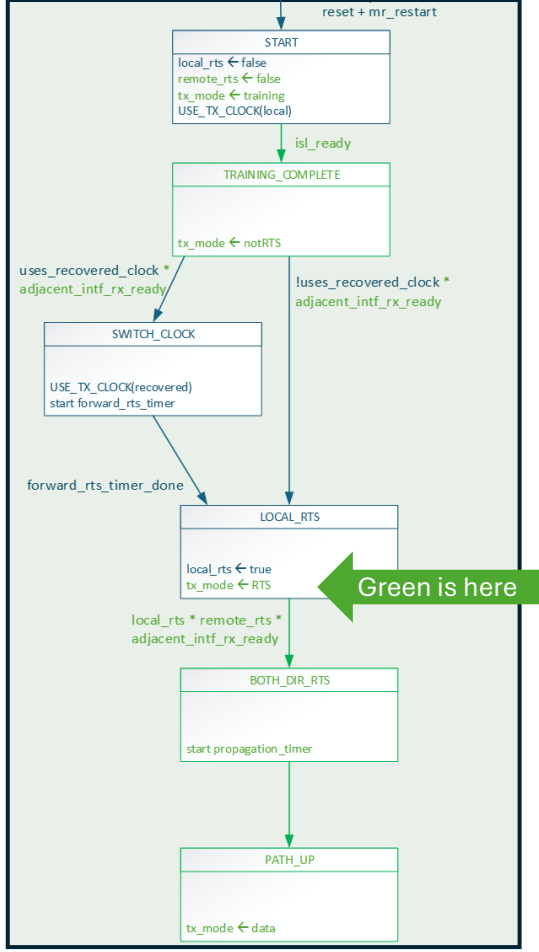 reset + mr_restart
START
local_rts ← false
remote_rts ← false
tx_mode ← training
USE_TX_CLOCK(local)
isl_ready
TRAINING_COMPLETE
tx_mode ← notRTS
uses_recovered_clock *
adjacent_intf_rx_ready
!uses_recovered_clock *
adjacent_intf_rx_ready
SWITCH_CLOCK
USE_TX_CLOCK(recovered)
start forward_rts_timer
forward_rts_timer_done
LOCAL_RTS
local_rts ← true
tx_mode ← RTS
Green is here
local_rts * remote_rts *
adjacent_intf_rx_ready
BOTH_DIR_RTS
start propagation_timer
PATH_UP
tx_mode ← data